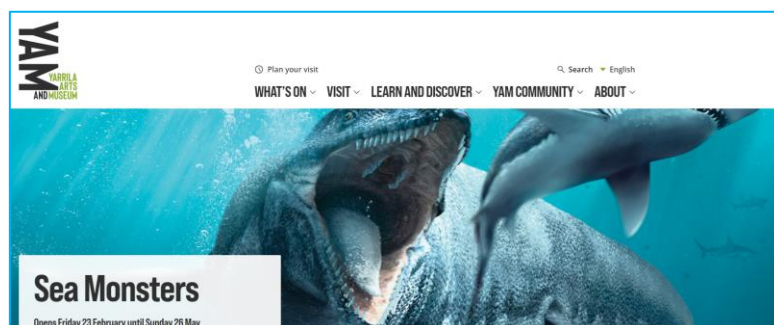 YAM
YARRILA
ARTS
AND MUSEUM
Plan your visit
Search English
WHAT'S ON VISIT LEARN AND DISCOVER YAM COMMUNITY ABOUT
Sea Monsters
Opens Friday 23 February until Sunday 26 May